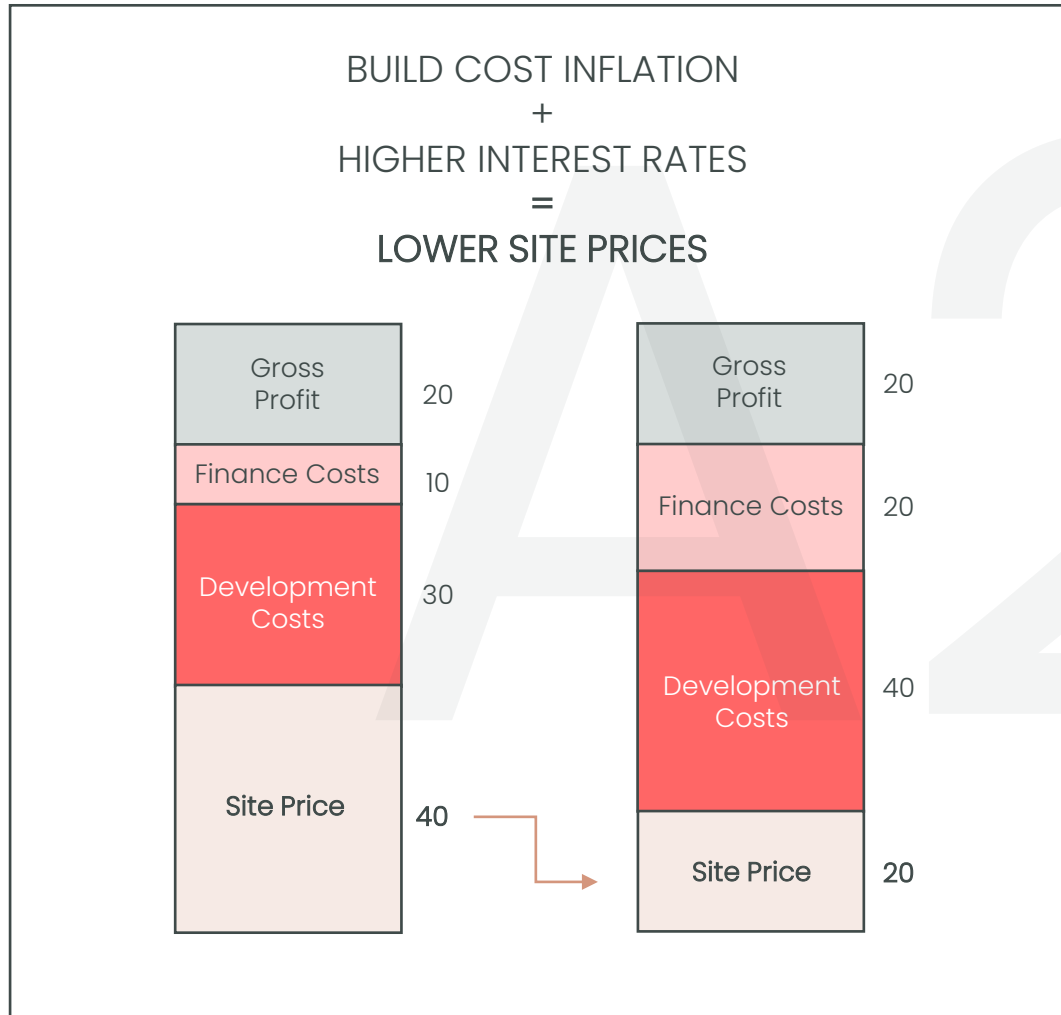 BUILD COST INFLATION
+
HIGHER INTEREST RATES
=
LOWER SITE PRICES
Gross
Profit
20
Finance Costs
10
Development
Costs
30
Site Price
40
Gross
Profit
20
Finance Costs
20
Development
Costs
40
Site Price
20
A2